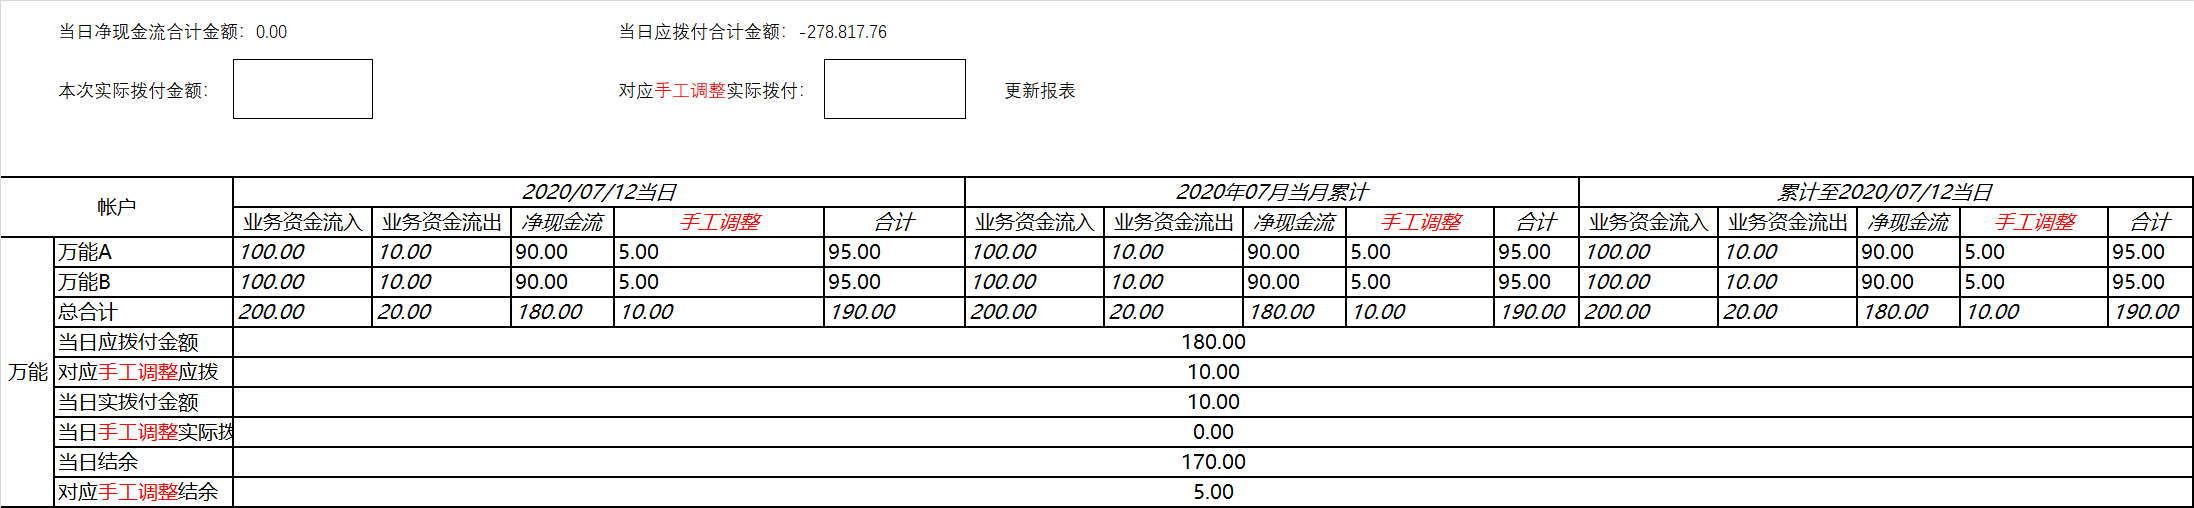 当日净现金流合计金额：0.00 当日应拨付合计金额：-278.817.76
本次实际拨付金额： 对应手工调整实际拨付： 更新报表
帐户 2020/07/12当日 2020年07月当月累计 累计至2020/07/12当日
业务资金流入 业务资金流出 净现金流 手工调整 合计 业务资金流入 业务资金流出 净现金流 手工调整 合计 业务资金流入 业务资金流出 净现金流 手工调整 合计
万能A 100.00 10.00 90.00 5.00 95.00 100.00 10.00 90.00 5.00 95.00 100.00 10.00 90.00 5.00 95.00
万能B 100.00 10.00 90.00 5.00 95.00 100.00 10.00 90.00 5.00 95.00 100.00 10.00 90.00 5.00 95.00
总合计 200.00 20.00 180.00 10.00 190.00 200.00 20.00 180.00 10.00 190.00 200.00 20.00 180.00 10.00 190.00
当日应拨付金额 180.00
万能 对应手工调整应拨 10.00
当日实拨付金额 10.00
当日手工调整实际拨 0.00
当日结余 170.00
对应手工调整结余 5.00